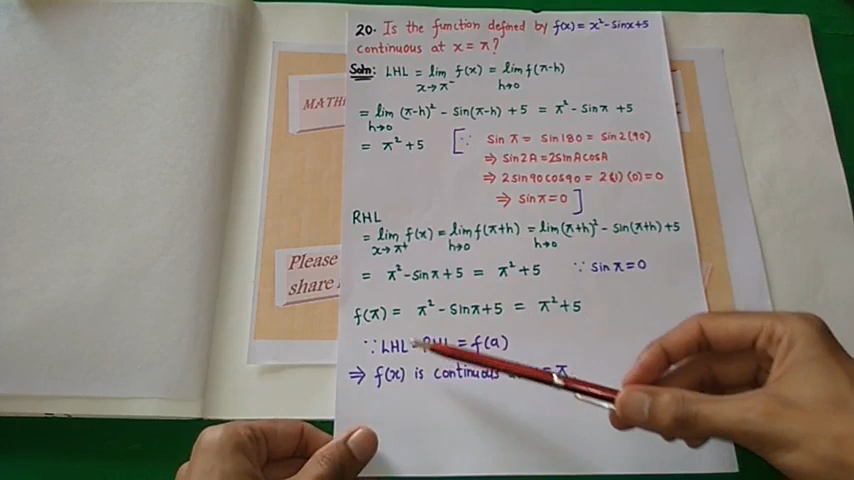 20. Is the function defined by f(x) = x² - sinx + 5
continuous at x = π?
Soln: LHL = lim f(x) = lim f(π-h)
x→π⁻ h→0
= lim (π-h)² - sin(π-h) + 5 = π² - sinπ + 5
h→0
= π² + 5 [∵ sin π = sin 180 = sin 2(90)
⇒ sin2A = 2sinA cosA
⇒ 2sin90cos90 = 2(1)(0) = 0
⇒ sinπ = 0 ]
RHL
= lim f(x) = lim f(π+h) = lim (π+h)² - sin(π+h) + 5
x→π⁺ h→0 h→0
= π² - sinπ + 5 = π² + 5 ∵ sin π = 0
f(π) = π² - sinπ + 5 = π² + 5
∵ LHL = RHL = f(a)
⇒ f(x) is continuous = π
MATH
Please
share